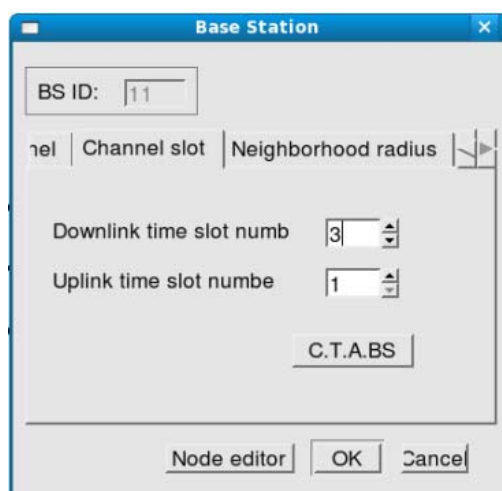 Base Station
BS ID: 11
nel Channel slot Neighborhood radius
Downlink time slot numb 3
Uplink time slot numbe 1
C.T.A.BS
Node editor OK Cancel